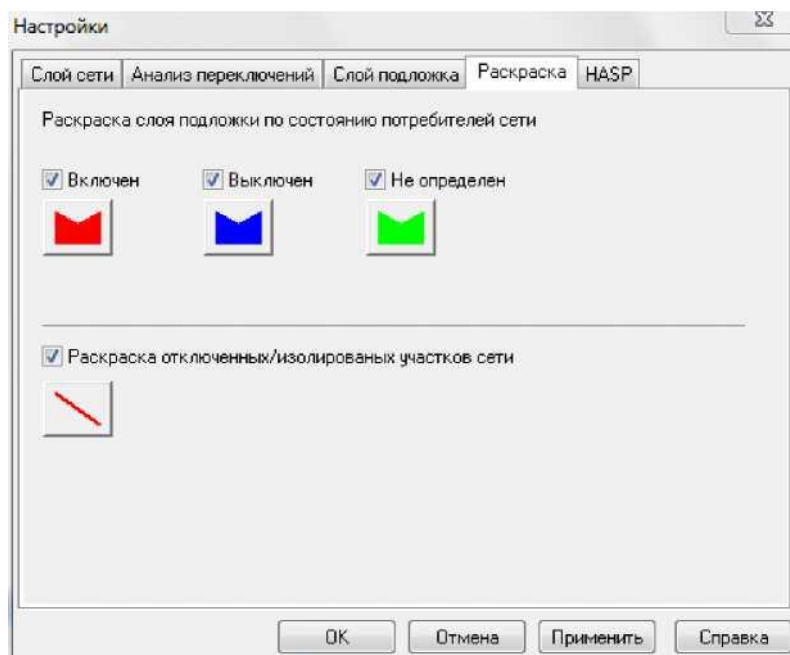 Настройки
Слой сети Анализ переключений Слой подложка Раскраска HASP
Раскраска слоя подложки по состоянию потребителей сети
Включен Выключен Не определен
Раскраска отключенных/изолированых участков сети
OK Отмена Применить Справка